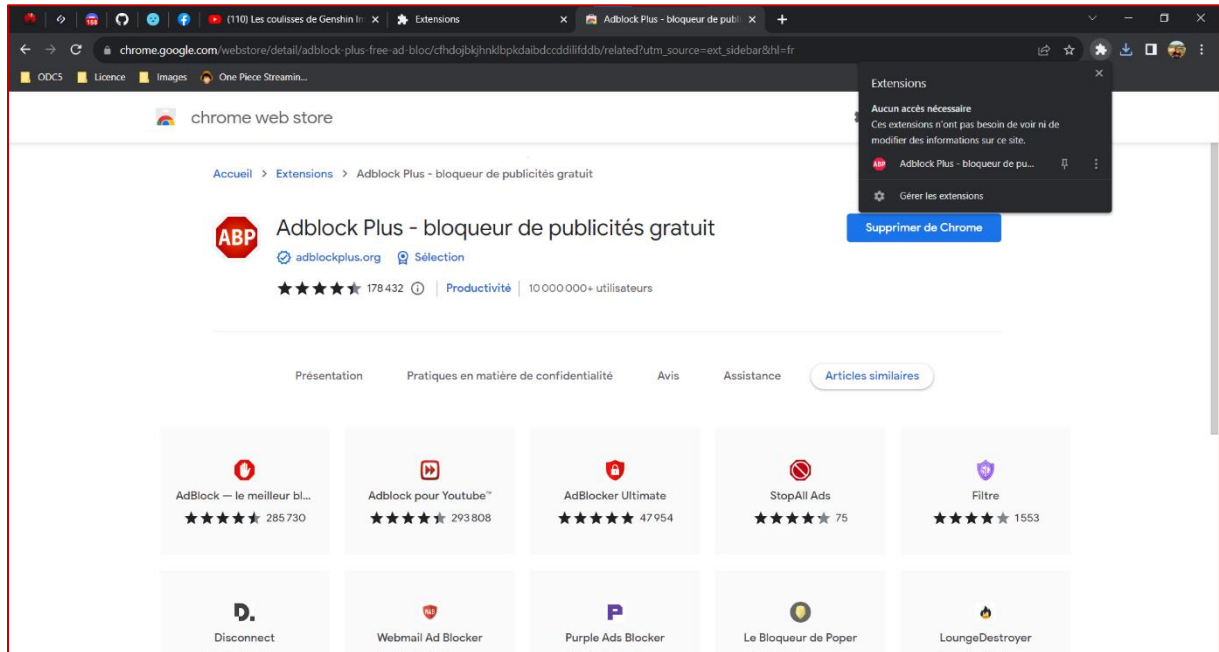 158
(110) Les coulisses de Genshin Im
Extensions
Adblock Plus - bloqueur de publi
chrome.google.com/webstore/detail/adblock-plus-free-ad-bloc/cfhdojbkjhnklbpkdaibdccddilifddb/related?utm_source=ext_sidebar&hl=fr
ODC5
Licence
Images
One Piece Streamin...
Extensions
Aucun accès nécessaire
Ces extensions n'ont pas besoin de voir ni de
modifier des informations sur ce site.
ABP
Adblock Plus - bloqueur de pu...
Gérer les extensions
chrome web store
Accueil > Extensions > Adblock Plus - bloqueur de publicités gratuit
ABP
Adblock Plus - bloqueur de publicités gratuit
Supprimer de Chrome
adblockplus.org
Sélection
178 432
Productivité
10 000 000+ utilisateurs
Présentation
Pratiques en matière de confidentialité
Avis
Assistance
Articles similaires
AdBlock — le meilleur bl...
285 730
Adblock pour Youtube™
293 808
AdBlocker Ultimate
47 954
StopAll Ads
75
Filtre
1553
D.
Disconnect
Webmail Ad Blocker
P
Purple Ads Blocker
Le Bloqueur de Poper
LoungeDestroyer